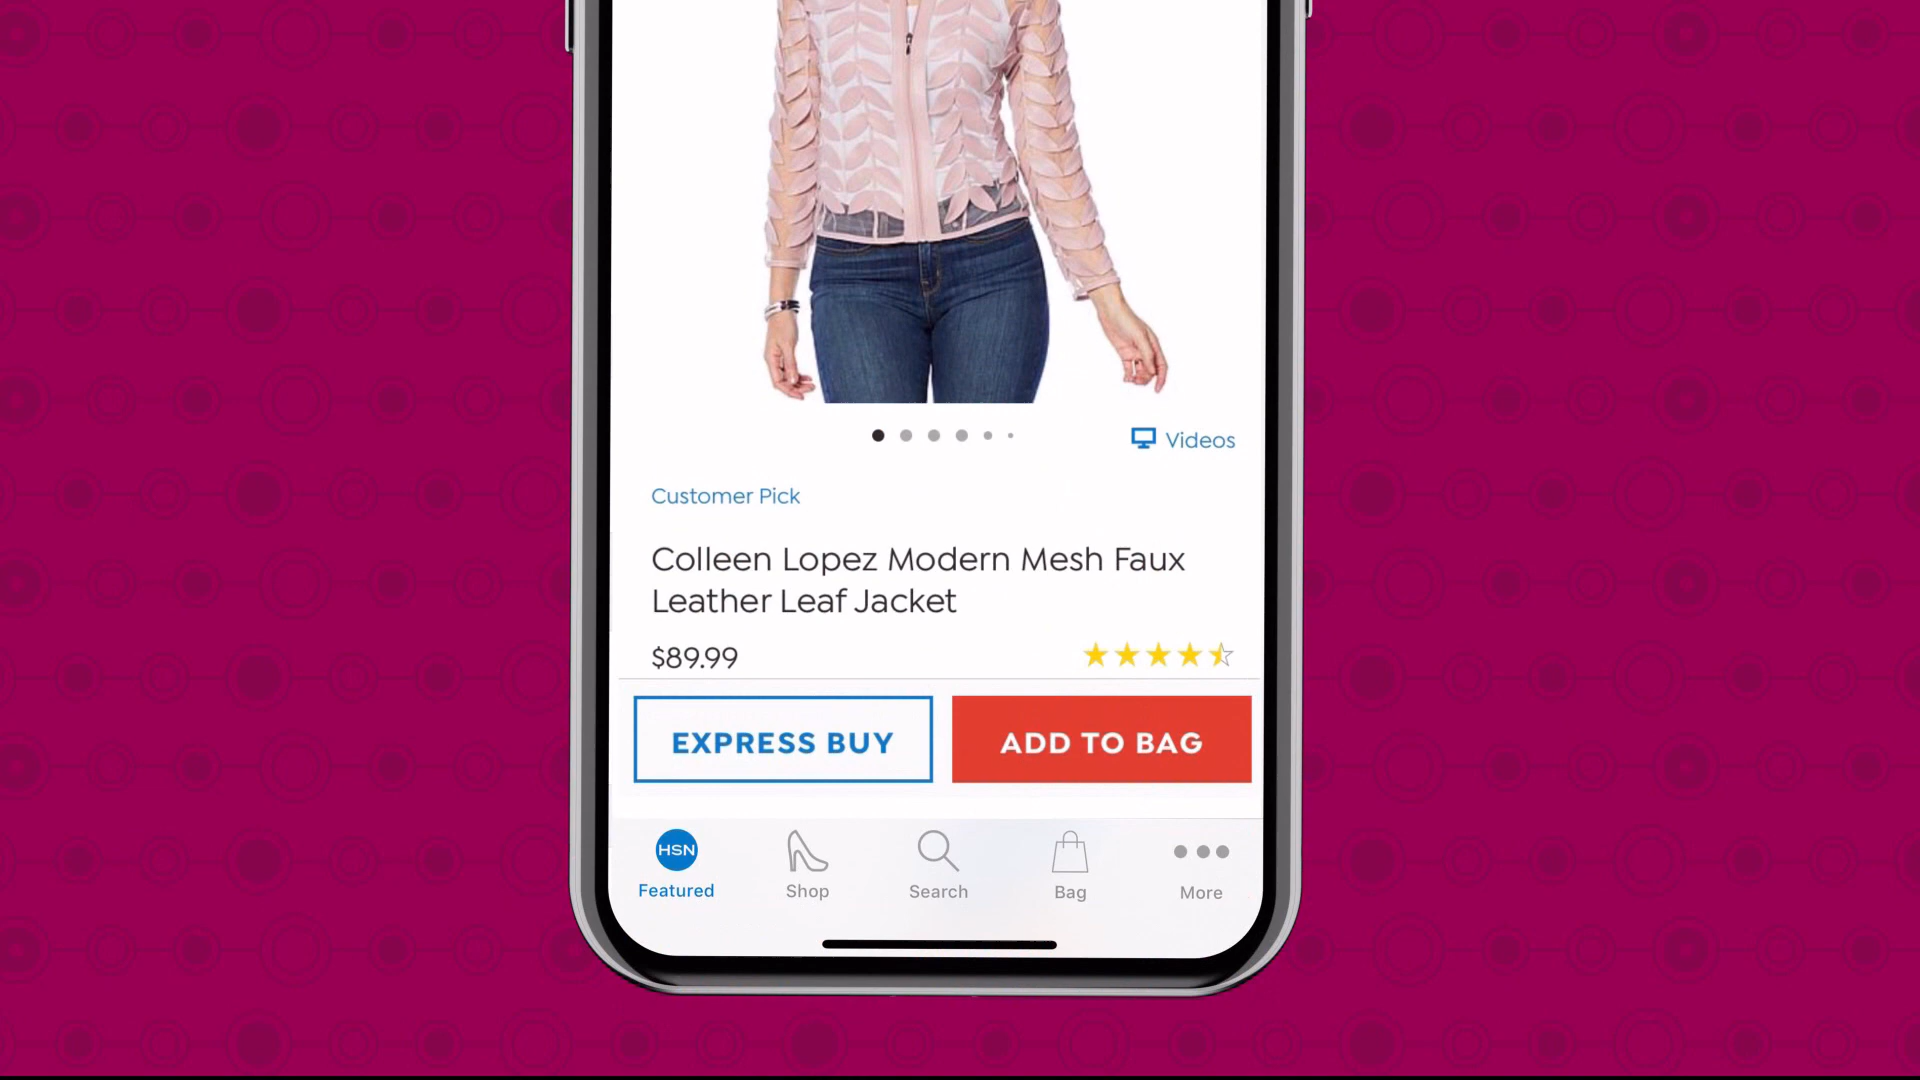 Videos
Customer Pick
Colleen Lopez Modern Mesh Faux
Leather Leaf Jacket
$89.99
EXPRESS BUY
ADD TO BAG
HSN
Featured
Shop
Search
Bag
More